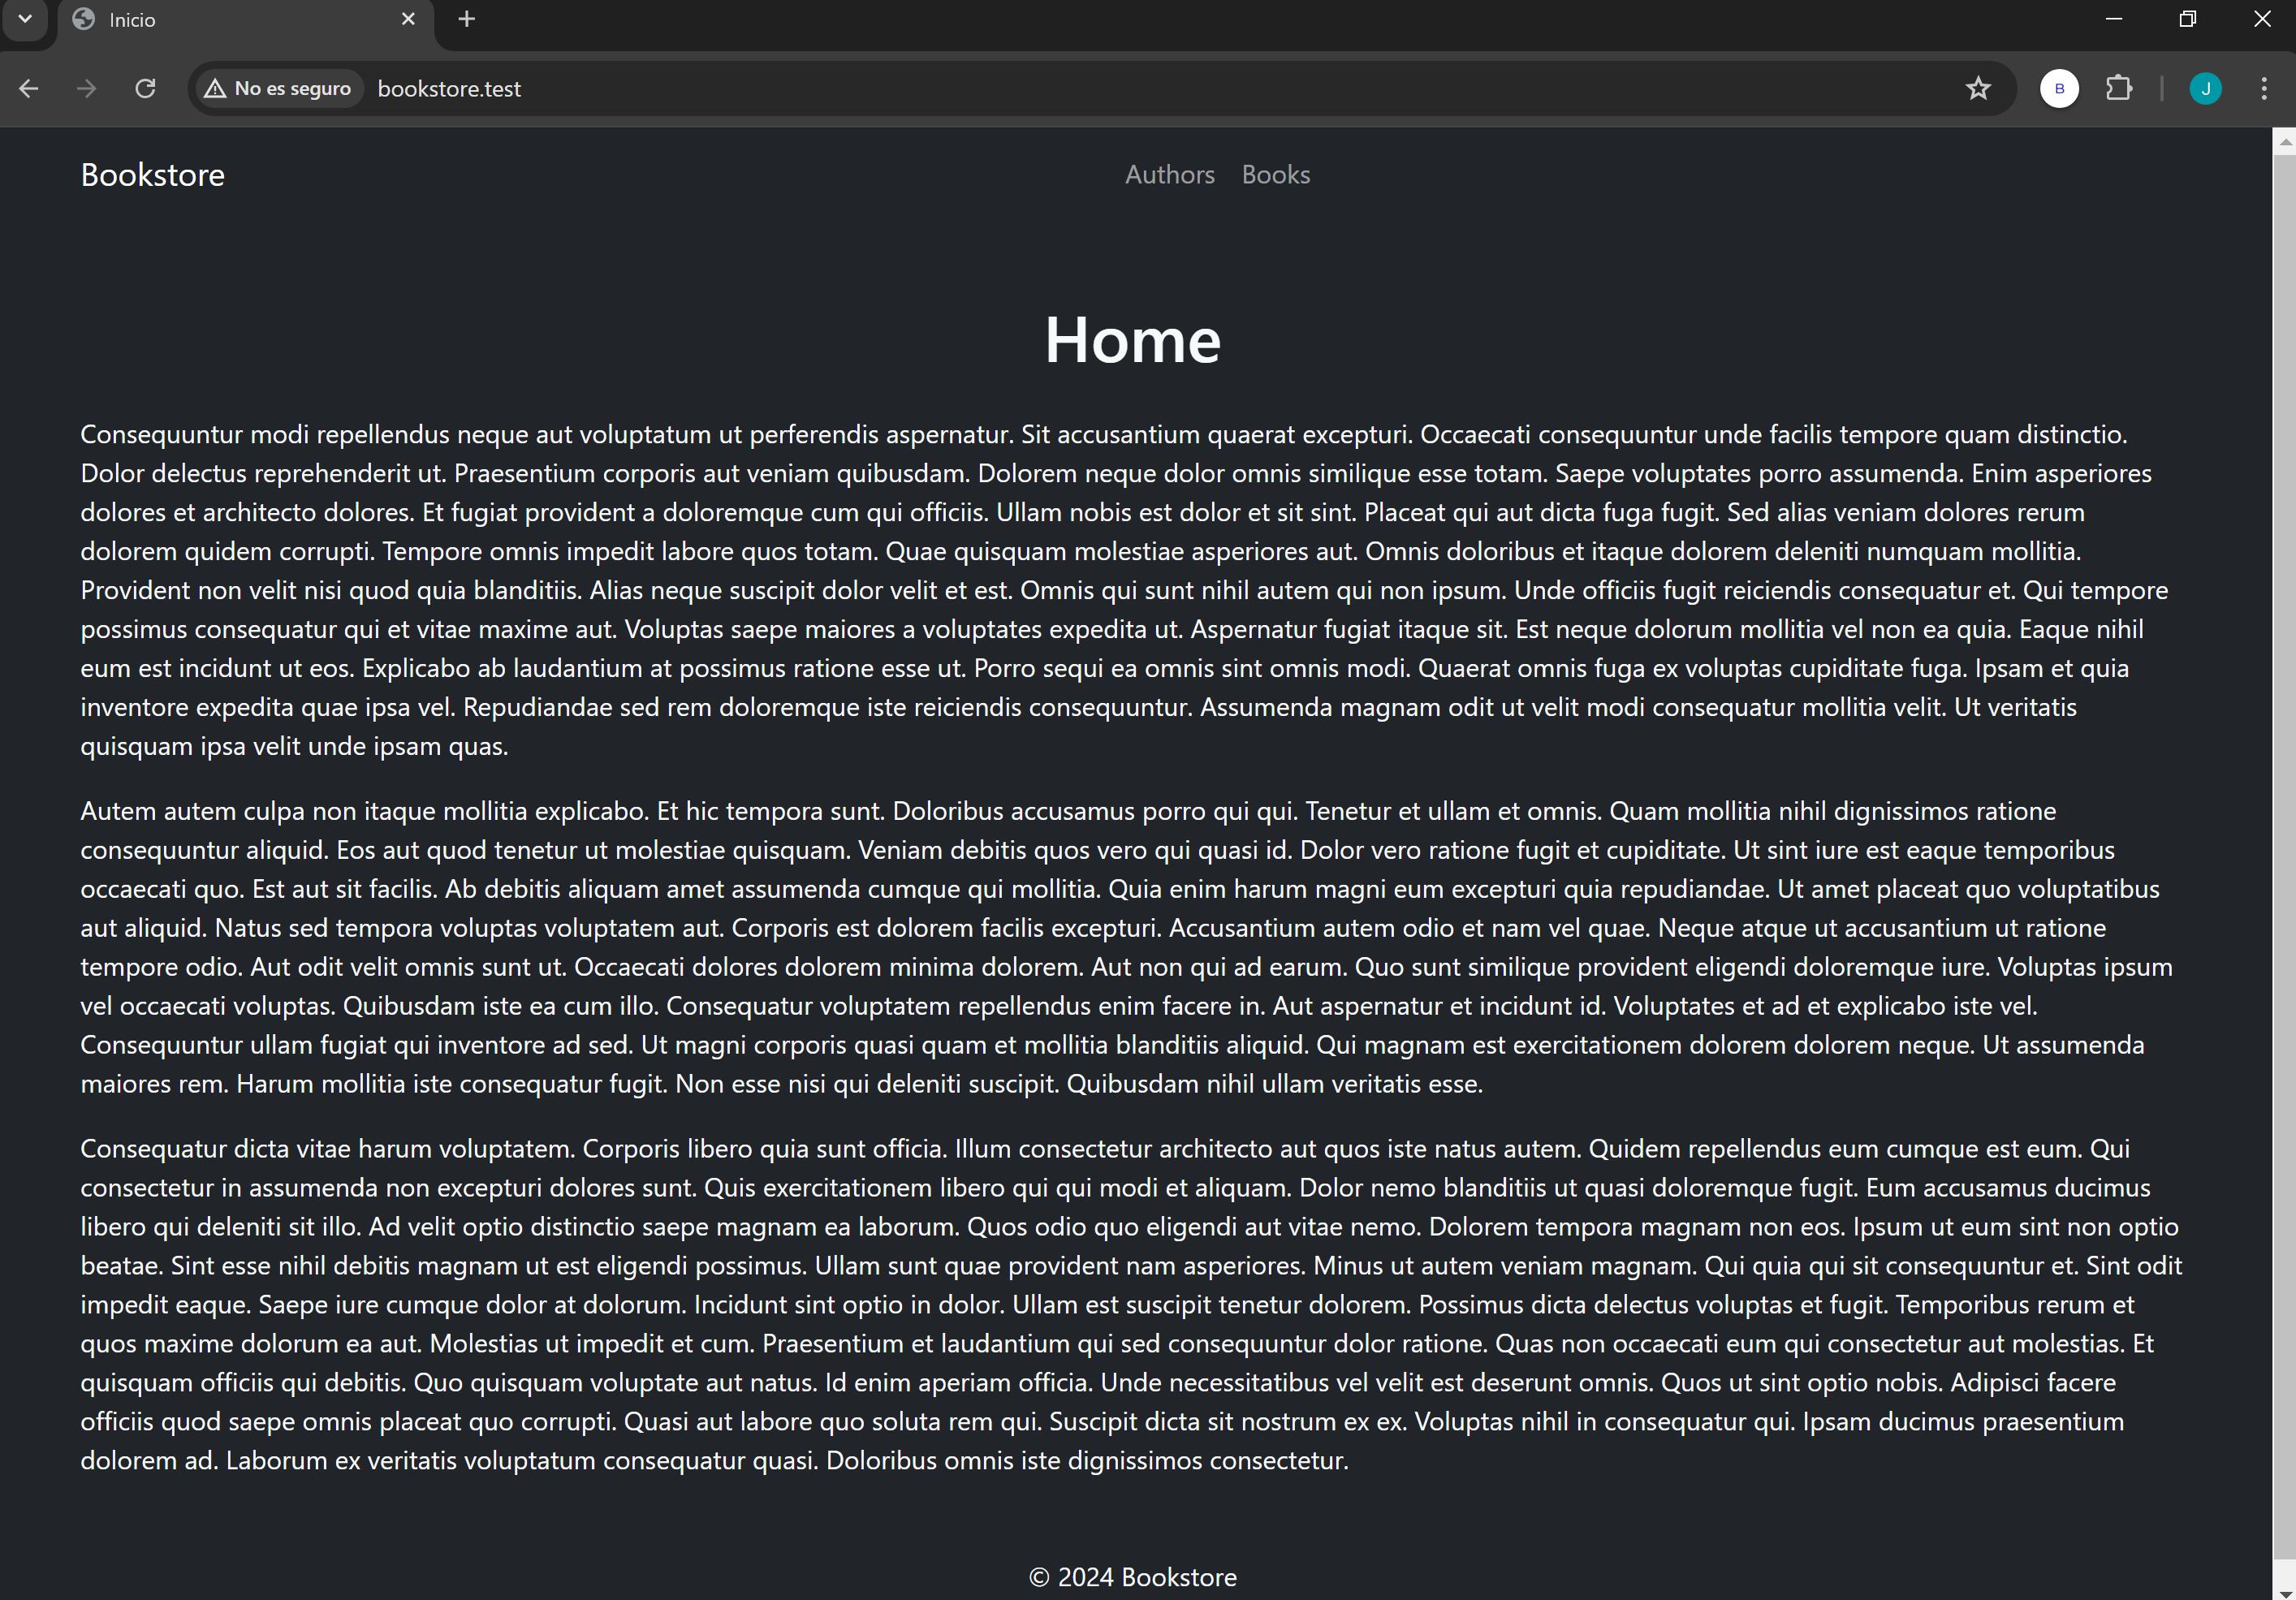 Inicio
No es seguro
bookstore.test
B
J
Bookstore
Authors Books
Home
Consequuntur modi repellendus neque aut voluptatum ut perferendis aspernatur. Sit accusantium quaerat excepturi. Occaecati consequuntur unde facilis tempore quam distinctio.
Dolor delectus reprehenderit ut. Praesentium corporis aut veniam quibusdam. Dolorem neque dolor omnis similique esse totam. Saepe voluptates porro assumenda. Enim asperiores
dolores et architecto dolores. Et fugiat provident a doloremque cum qui officiis. Ullam nobis est dolor et sit sint. Placeat qui aut dicta fuga fugit. Sed alias veniam dolores rerum
dolorem quidem corrupti. Tempore omnis impedit labore quos totam. Quae quisquam molestiae asperiores aut. Omnis doloribus et itaque dolorem deleniti numquam mollitia.
Provident non velit nisi quod quia blanditiis. Alias neque suscipit dolor velit et est. Omnis qui sunt nihil autem qui non ipsum. Unde officiis fugit reiciendis consequatur et. Qui tempore
possimus consequatur qui et vitae maxime aut. Voluptas saepe maiores a voluptates expedita ut. Aspernatur fugiat itaque sit. Est neque dolorum mollitia vel non ea quia. Eaque nihil
eum est incidunt ut eos. Explicabo ab laudantium at possimus ratione esse ut. Porro sequi ea omnis sint omnis modi. Quaerat omnis fuga ex voluptas cupiditate fuga. Ipsam et quia
inventore expedita quae ipsa vel. Repudiandae sed rem doloremque iste reiciendis consequuntur. Assumenda magnam odit ut velit modi consequatur mollitia velit. Ut veritatis
quisquam ipsa velit unde ipsam quas.
Autem autem culpa non itaque mollitia explicabo. Et hic tempora sunt. Doloribus accusamus porro qui qui. Tenetur et ullam et omnis. Quam mollitia nihil dignissimos ratione
consequuntur aliquid. Eos aut quod tenetur ut molestiae quisquam. Veniam debitis quos vero qui quasi id. Dolor vero ratione fugit et cupiditate. Ut sint iure est eaque temporibus
occaecati quo. Est aut sit facilis. Ab debitis aliquam amet assumenda cumque qui mollitia. Quia enim harum magni eum excepturi quia repudiandae. Ut amet placeat quo voluptatibus
aut aliquid. Natus sed tempora voluptas voluptatem aut. Corporis est dolorem facilis excepturi. Accusantium autem odio et nam vel quae. Neque atque ut accusantium ut ratione
tempore odio. Aut odit velit omnis sunt ut. Occaecati dolores dolorem minima dolorem. Aut non qui ad earum. Quo sunt similique provident eligendi doloremque iure. Voluptas ipsum
vel occaecati voluptas. Quibusdam iste ea cum illo. Consequatur voluptatem repellendus enim facere in. Aut aspernatur et incidunt id. Voluptates et ad et explicabo iste vel.
Consequuntur ullam fugiat qui inventore ad sed. Ut magni corporis quasi quam et mollitia blanditiis aliquid. Qui magnam est exercitationem dolorem dolorem neque. Ut assumenda
maiores rem. Harum mollitia iste consequatur fugit. Non esse nisi qui deleniti suscipit. Quibusdam nihil ullam veritatis esse.
Consequatur dicta vitae harum voluptatem. Corporis libero quia sunt officia. Illum consectetur architecto aut quos iste natus autem. Quidem repellendus eum cumque est eum. Qui
consectetur in assumenda non excepturi dolores sunt. Quis exercitationem libero qui qui modi et aliquam. Dolor nemo blanditiis ut quasi doloremque fugit. Eum accusamus ducimus
libero qui deleniti sit illo. Ad velit optio distinctio saepe magnam ea laborum. Quos odio quo eligendi aut vitae nemo. Dolorem tempora magnam non eos. Ipsum ut eum sint non optio
beatae. Sint esse nihil debitis magnam ut est eligendi possimus. Ullam sunt quae provident nam asperiores. Minus ut autem veniam magnam. Qui quia qui sit consequuntur et. Sint odit
impedit eaque. Saepe iure cumque dolor at dolorum. Incidunt sint optio in dolor. Ullam est suscipit tenetur dolorem. Possimus dicta delectus voluptas et fugit. Temporibus rerum et
quos maxime dolorum ea aut. Molestias ut impedit et cum. Praesentium et laudantium qui sed consequuntur dolor ratione. Quas non occaecati eum qui consectetur aut molestias. Et
quisquam officiis qui debitis. Quo quisquam voluptate aut natus. Id enim aperiam officia. Unde necessitatibus vel velit est deserunt omnis. Quos ut sint optio nobis. Adipisci facere
officiis quod saepe omnis placeat quo corrupti. Quasi aut labore quo soluta rem qui. Suscipit dicta sit nostrum ex ex. Voluptas nihil in consequatur qui. Ipsam ducimus praesentium
dolorem ad. Laborum ex veritatis voluptatum consequatur quasi. Doloribus omnis iste dignissimos consectetur.
© 2024 Bookstore